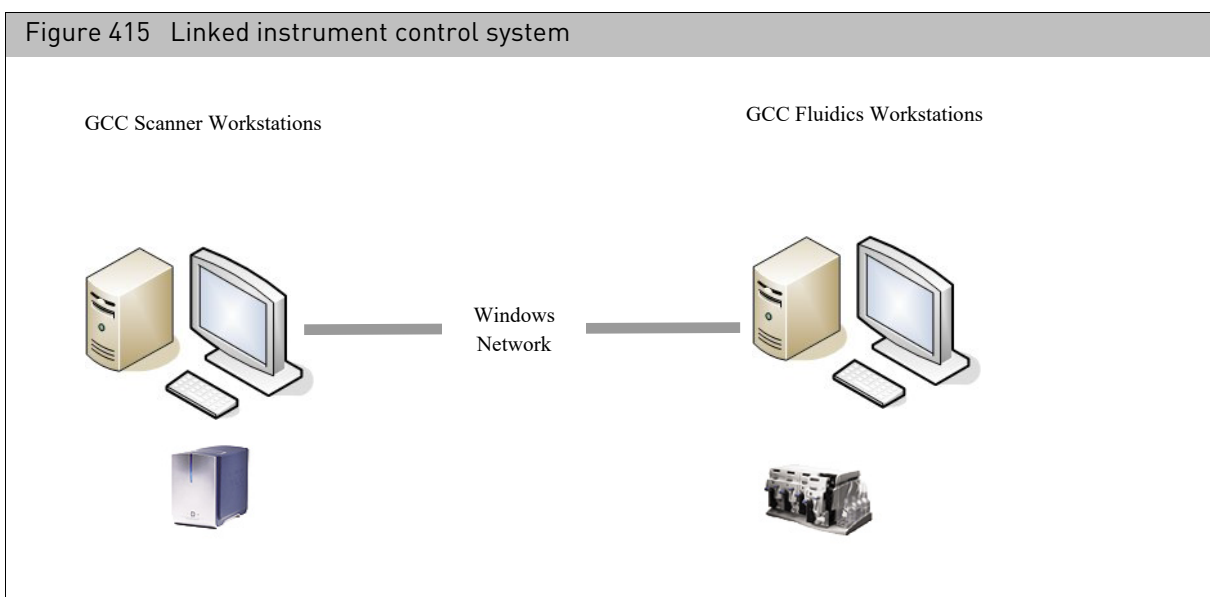 Figure 415 Linked instrument control system
GCC Scanner Workstations
GCC Fluidics Workstations
Windows
Network